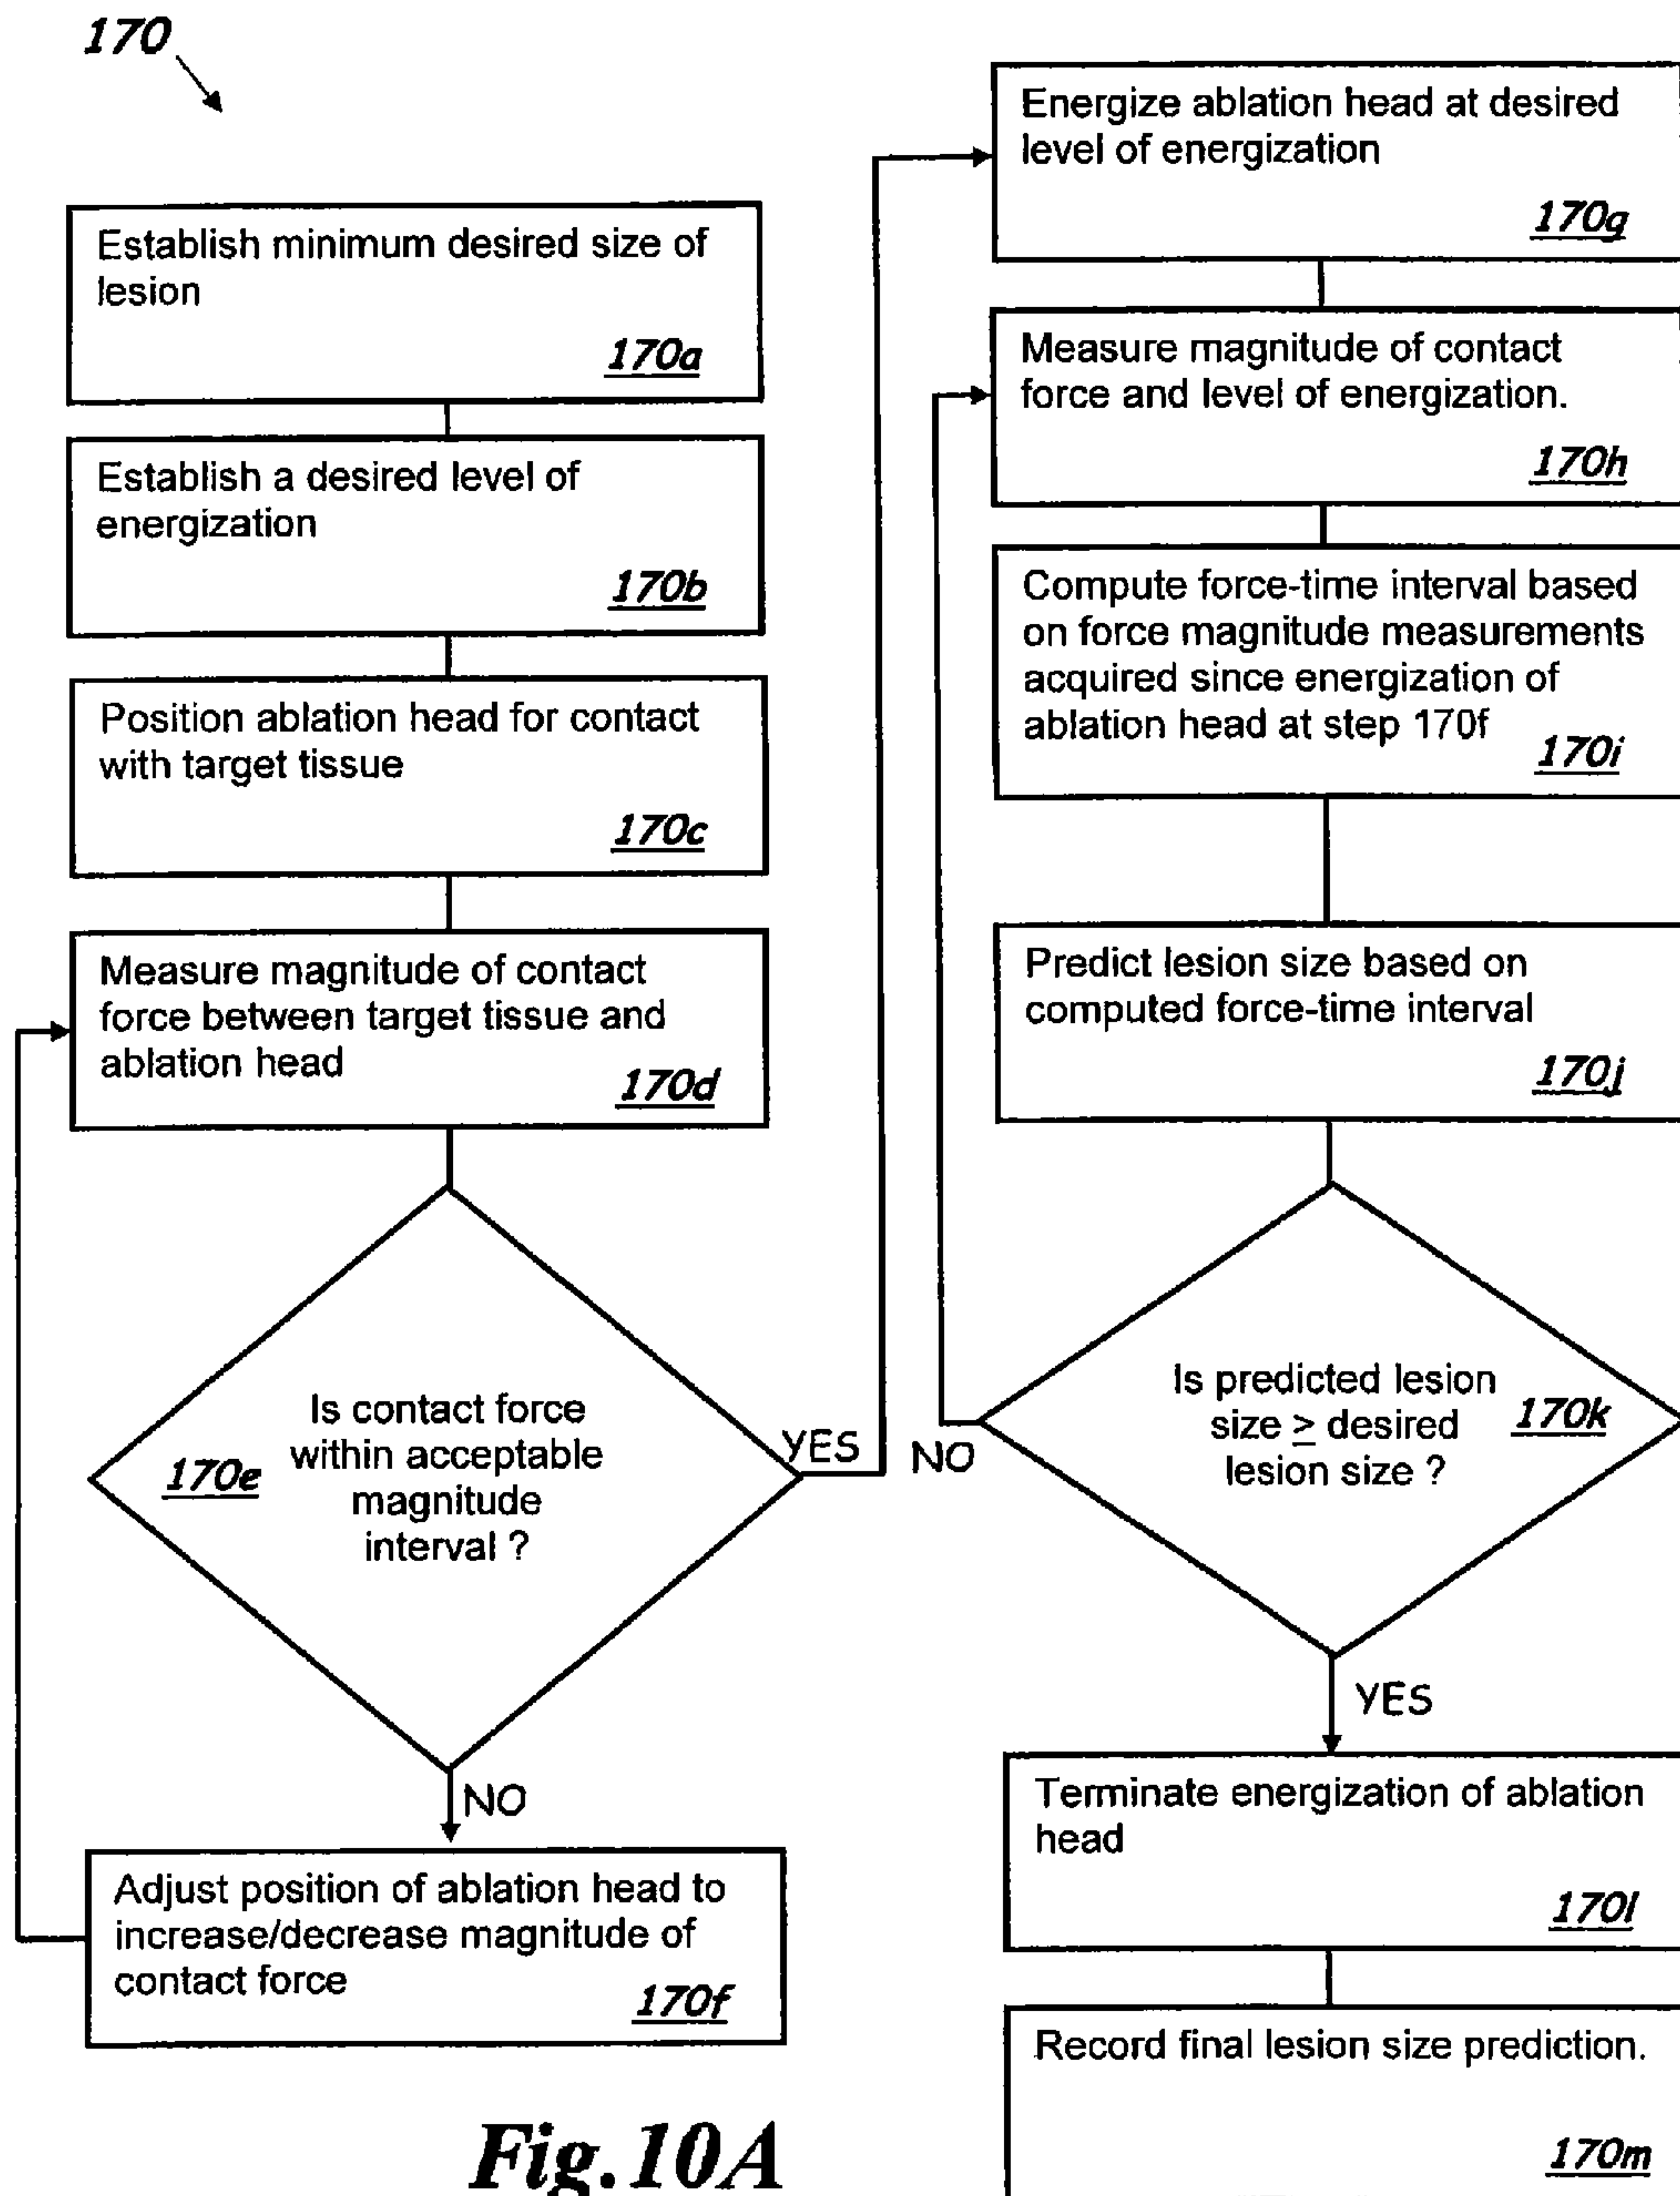 170
Establish minimum desired size of
lesion
170a
Establish a desired level of
energization
170b
Position ablation head for contact
with target tissue
170c
Measure magnitude of contact
force between target tissue and
ablation head
170d
Is contact force
within acceptable
magnitude
interval ?
170e
YES
NO
Adjust position of ablation head to
increase/decrease magnitude of
contact force
170f
Energize ablation head at desired
level of energization
170g
Measure magnitude of contact
force and level of energization.
170h
Compute force-time interval based
on force magnitude measurements
acquired since energization of
ablation head at step 170f
170i
Predict lesion size based on
computed force-time interval
170j
Is predicted lesion
size ≥ desired
lesion size ?
170k
NO
YES
Terminate energization of ablation
head
170l
Record final lesion size prediction.
170m
Fig.10A